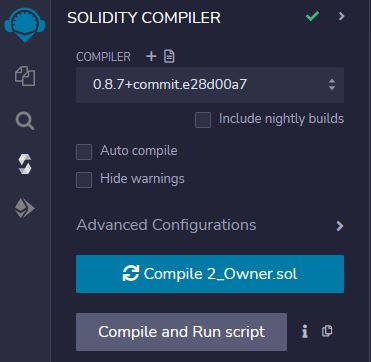 SOLIDITY COMPILER
COMPILER
0.8.7+commit.e28d00a7
Include nightly builds
Auto compile
Hide warnings
Advanced Configurations
Compile 2_Owner.sol
Compile and Run script